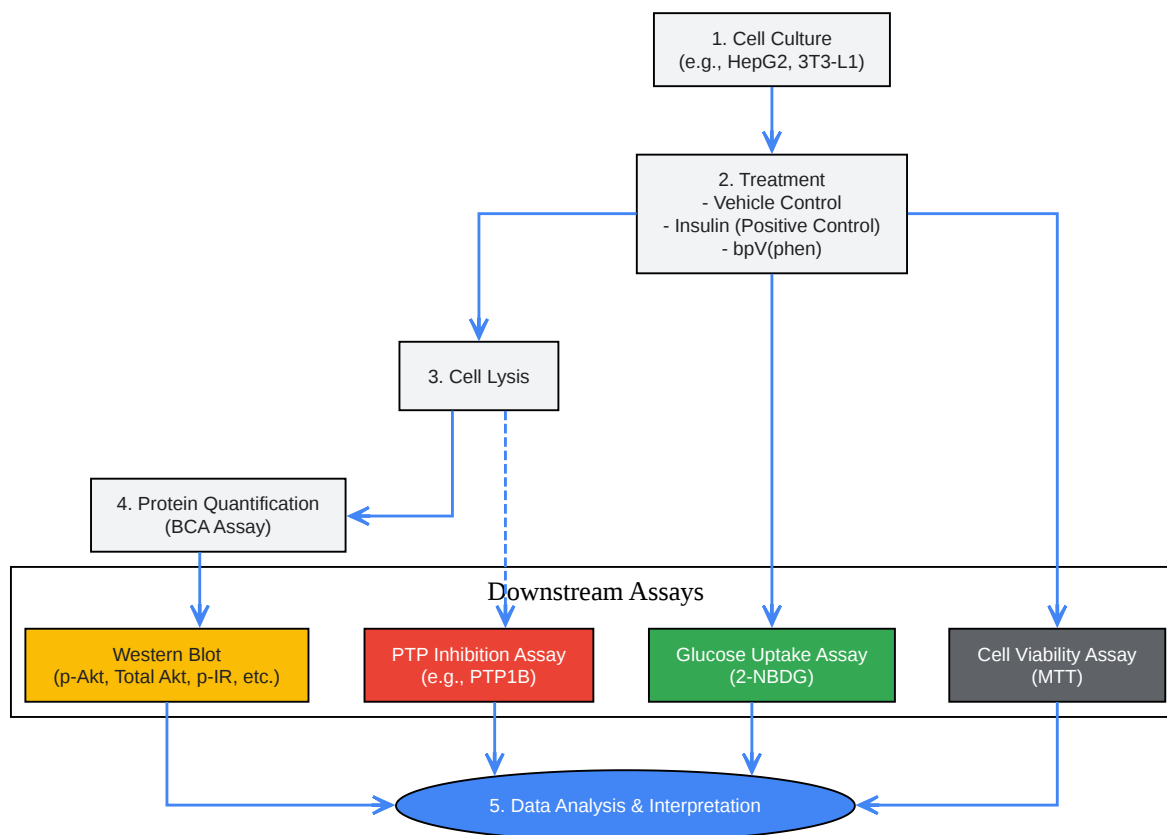 1. Cell Culture
(e.g., HepG2, 3T3-L1)
2. Treatment
- Vehicle Control
- Insulin (Positive Control)
- bpV(phen)
3. Cell Lysis
4. Protein Quantification
(BCA Assay)
Downstream Assays
Western Blot
(p-Akt, Total Akt, p-IR, etc.)
PTP Inhibition Assay
(e.g., PTP1B)
Glucose Uptake Assay
(2-NBDG)
Cell Viability Assay
(MTT)
5. Data Analysis & Interpretation